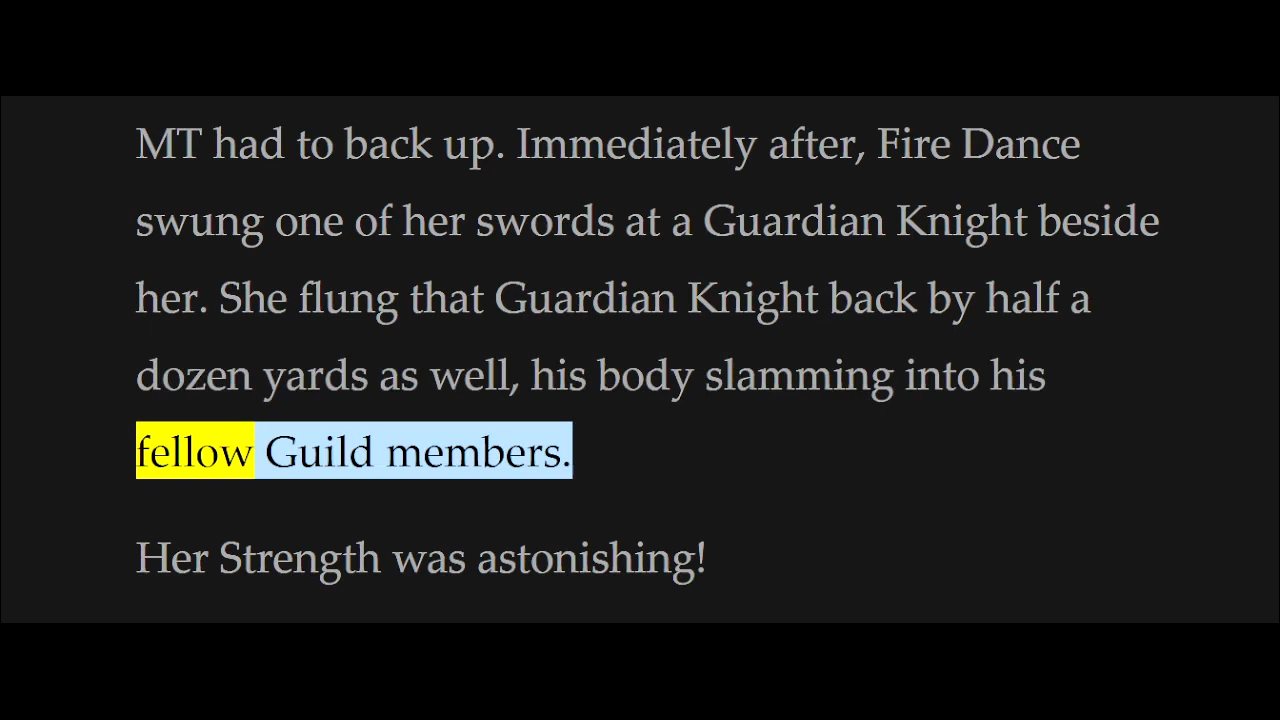 MT had to back up. Immediately after, Fire Dance
swung one of her swords at a Guardian Knight beside
her. She flung that Guardian Knight back by half a
dozen yards as well, his body slamming into his
fellow Guild members.
Her Strength was astonishing!